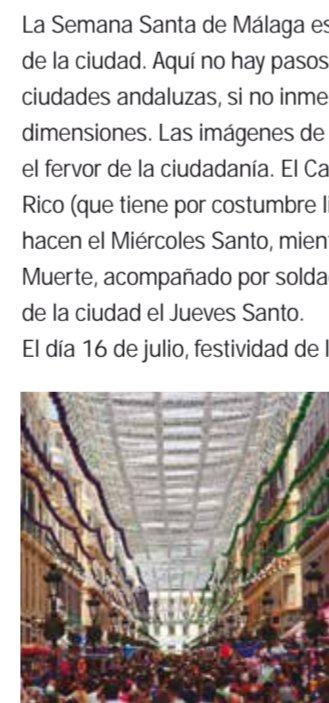 La Semana Santa de Málaga es
de la ciudad. Aquí no hay pasos
ciudades andaluzas, si no inme
dimensiones. Las imágenes de
el fervor de la ciudadanía. El Ca
Rico (que tiene por costumbre li
hacen el Miércoles Santo, mient
Muerte, acompañado por solda
de la ciudad el Jueves Santo.
El día 16 de julio, festividad de l